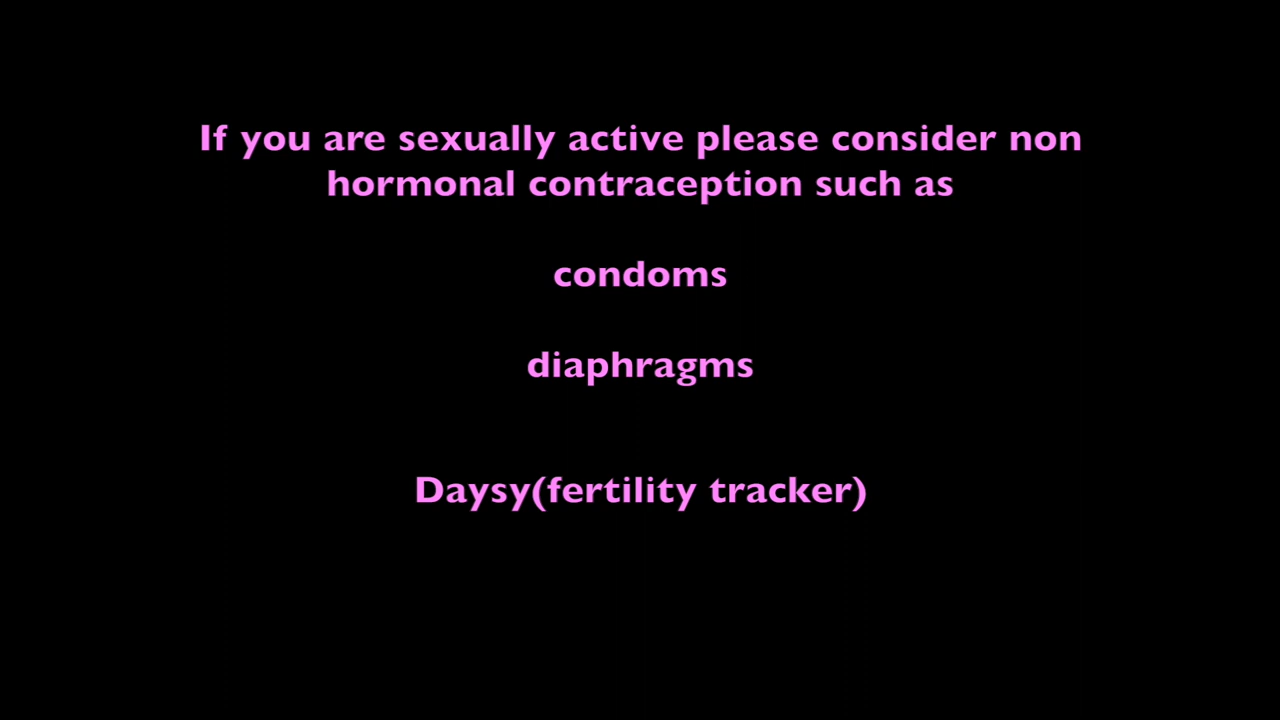 If you are sexually active please consider non
hormonal contraception such as
condoms
diaphragms
Daysy(fertility tracker)